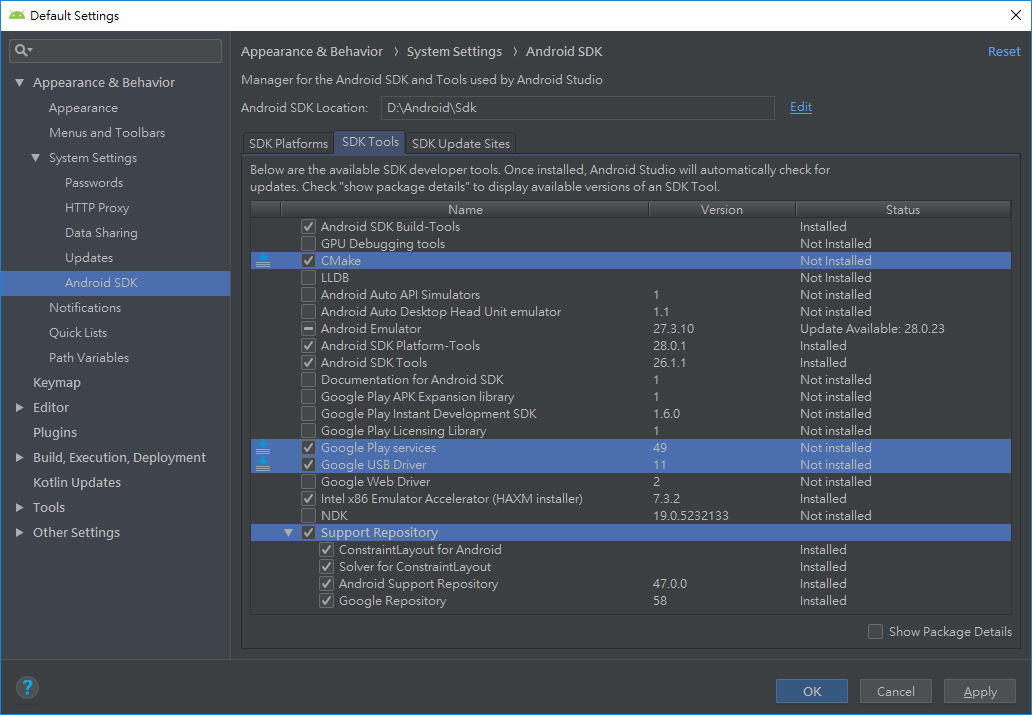 Default Settings
Appearance & Behavior
Appearance
Menus and Toolbars
System Settings
Passwords
HTTP Proxy
Data Sharing
Updates
Android SDK
Notifications
Quick Lists
Path Variables
Keymap
Editor
Plugins
Build, Execution, Deployment
Kotlin Updates
Tools
Other Settings
Appearance & Behavior › System Settings › Android SDK Reset
Manager for the Android SDK and Tools used by Android Studio
Android SDK Location: D:\Android\Sdk Edit
SDK Platforms SDK Tools SDK Update Sites
Below are the available SDK developer tools. Once installed, Android Studio will automatically check for
updates. Check "show package details" to display available versions of an SDK Tool.
Name Version Status
Android SDK Build-Tools Installed
GPU Debugging tools Not Installed
CMake Not Installed
LLDB Not Installed
Android Auto API Simulators 1 Not installed
Android Auto Desktop Head Unit emulator 1.1 Not installed
Android Emulator 27.3.10 Update Available: 28.0.23
Android SDK Platform-Tools 28.0.1 Installed
Android SDK Tools 26.1.1 Installed
Documentation for Android SDK 1 Not installed
Google Play APK Expansion library 1 Not installed
Google Play Instant Development SDK 1.6.0 Not installed
Google Play Licensing Library 1 Not installed
Google Play services 49 Not installed
Google USB Driver 11 Not installed
Google Web Driver 2 Not installed
Intel x86 Emulator Accelerator (HAXM installer) 7.3.2 Installed
NDK 19.0.5232133 Not installed
Support Repository
ConstraintLayout for Android Installed
Solver for ConstraintLayout Installed
Android Support Repository 47.0.0 Installed
Google Repository 58 Installed
Show Package Details
? OK Cancel Apply